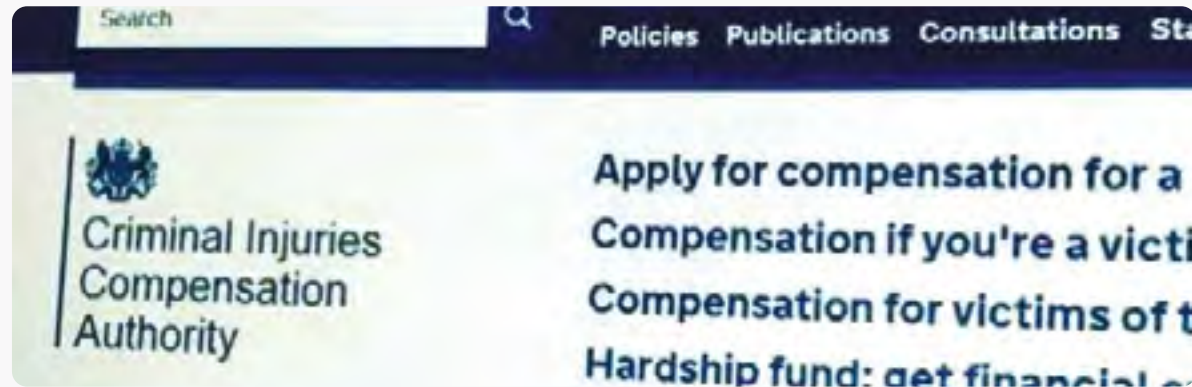 Search
Policies Publications Consultations
Criminal Injuries
Compensation
Authority
Apply for compensation for a
Compensation if you're a
Compensation for victims of
Hardship fund: get financial